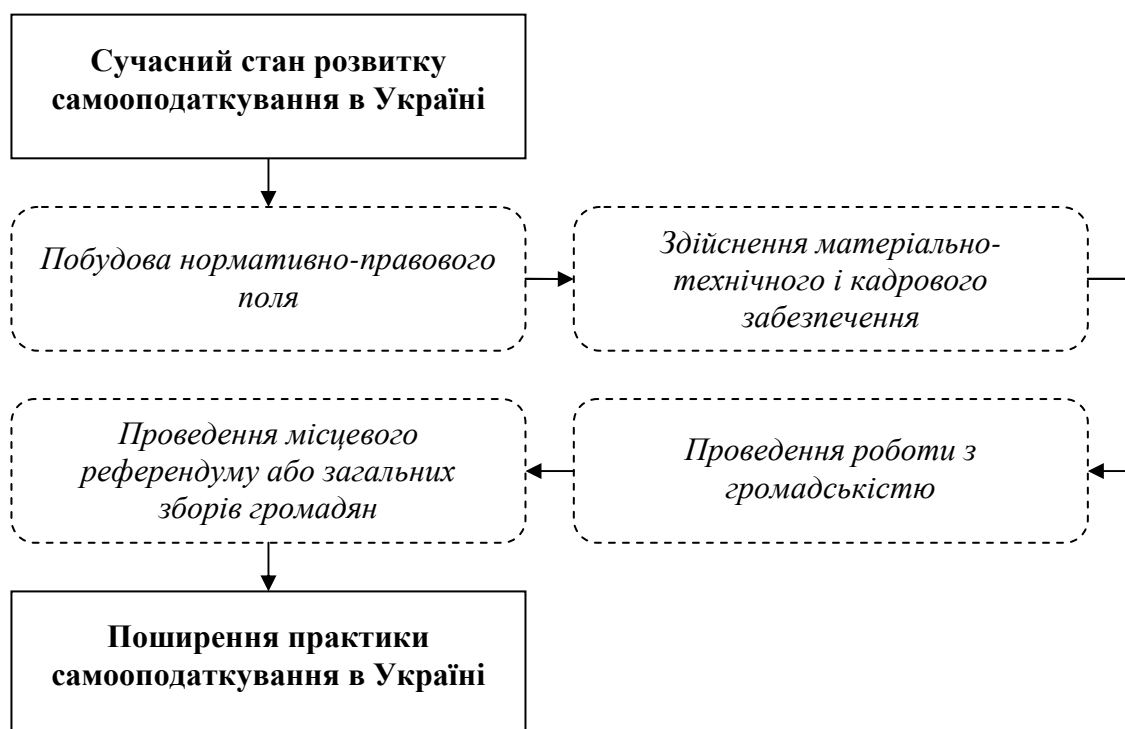 Сучасний стан розвитку
самооподаткування в Україні
Побудова нормативно-правового
поля
Здійснення матеріально-
технічного і кадрового
забезпечення
Проведення місцевого
референдуму або загальних
зборів громадян
Проведення роботи з
громадськістю
Поширення практики
самооподаткування в Україні